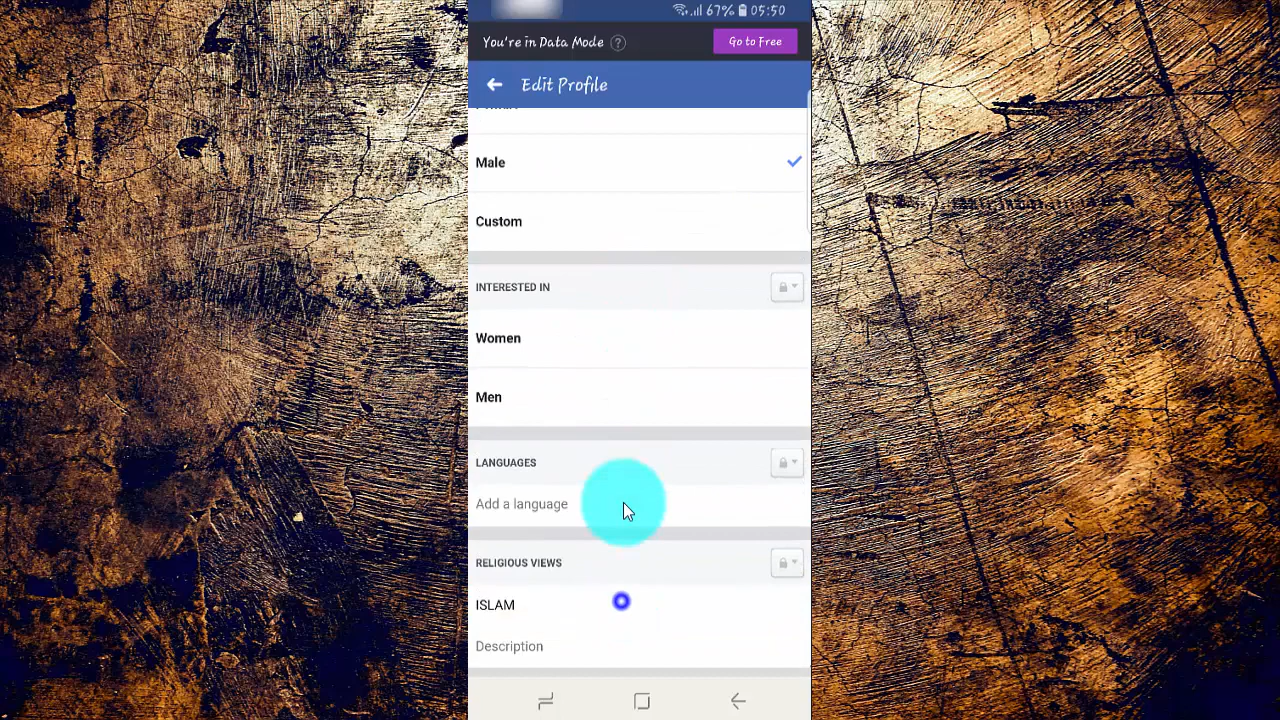 67% 05:50
You're in Data Mode ? Go to Free
Edit Profile
Male
Custom
INTERESTED IN
Women
Men
LANGUAGES
Add a language
RELIGIOUS VIEWS
ISLAM
Description